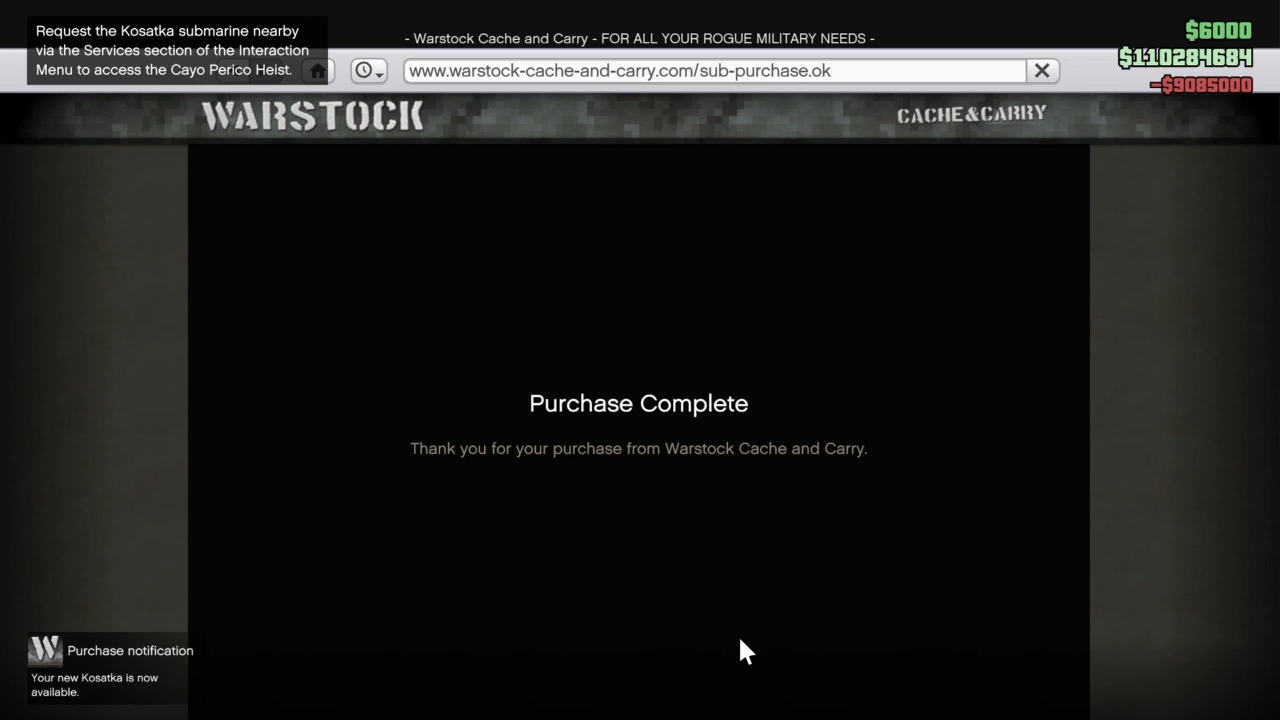 Request the Kosatka submarine nearby
via the Services section of the Interaction
Menu to access the Cayo Perico Heist.
- Warstock Cache and Carry - FOR ALL YOUR ROGUE MILITARY NEEDS -
$6000
$110284684
-$9085000
www.warstock-cache-and-carry.com/sub-purchase.ok
WARSTOCK
CACHE&CARRY
Purchase Complete
Thank you for your purchase from Warstock Cache and Carry.
W
Purchase notification
Your new Kosatka is now
available.